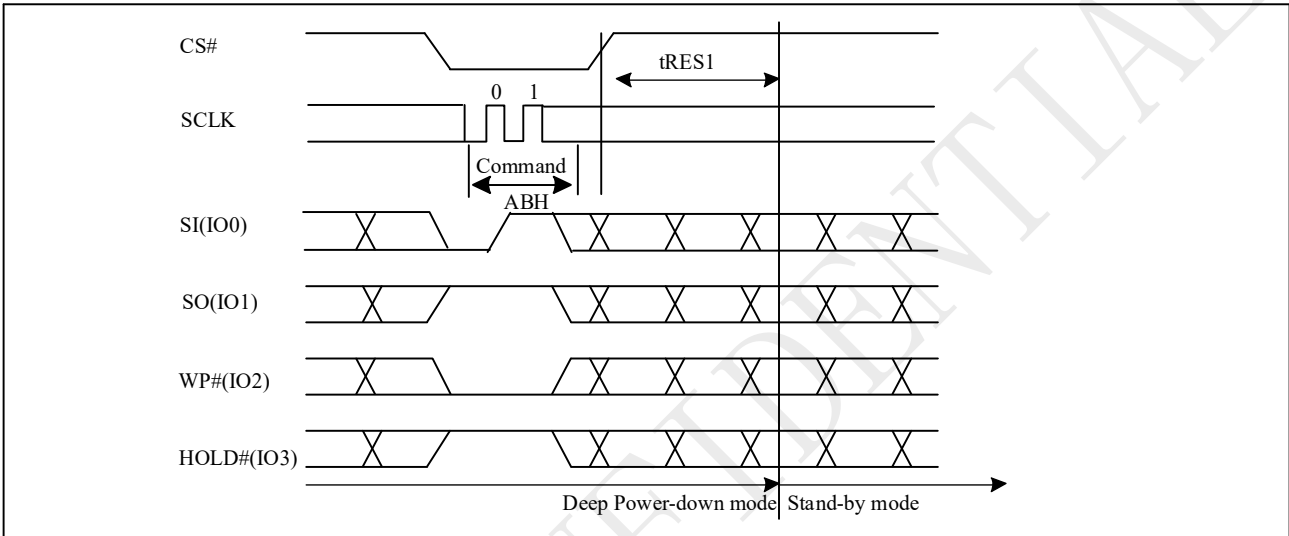 CS#
tRES1
0 1
SCLK
Command
ABH
SI(IO0)
SO(IO1)
WP#(IO2)
HOLD#(IO3)
Deep Power-down mode Stand-by mode
IDENTIAL